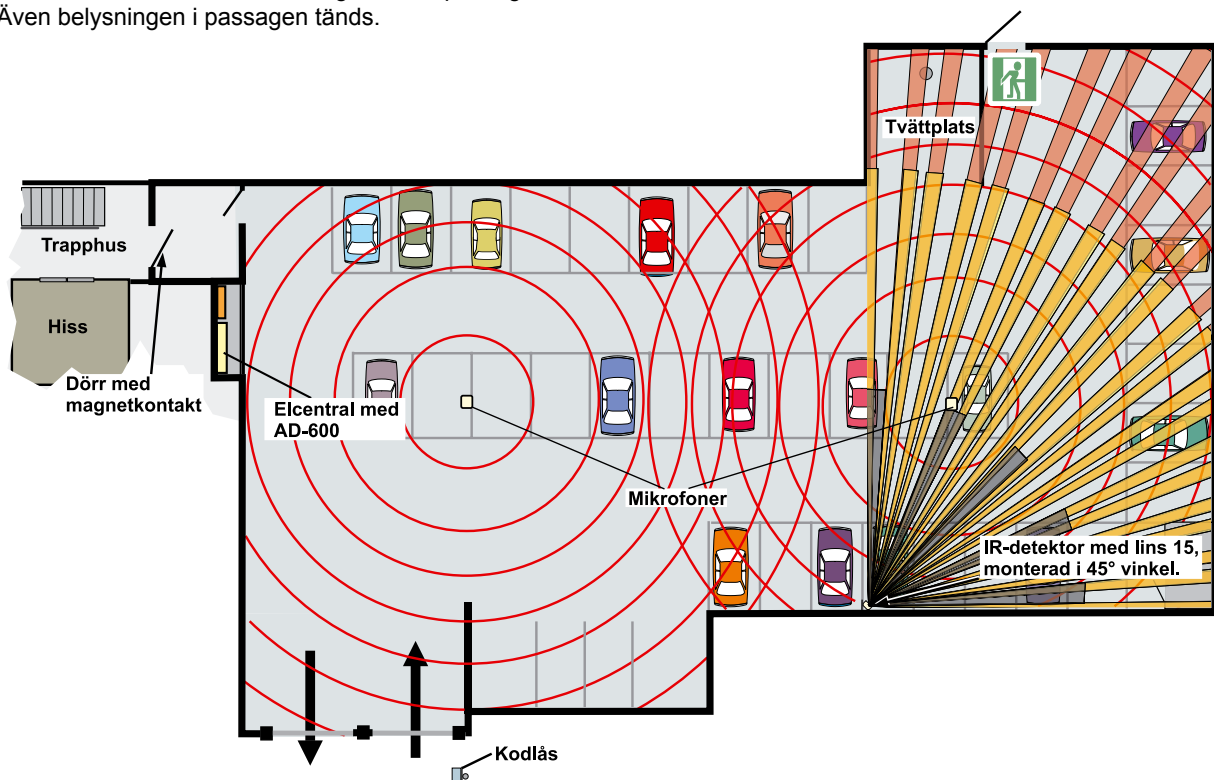 Även belysningen i passagen tänds.
Tvättplats
Trapphus
Hiss
Dörr med
magnetkontakt
Elcentral med
AD-600
Mikrofoner
IR-detektor med lins 15,
monterad i 45° vinkel.
Kodlås